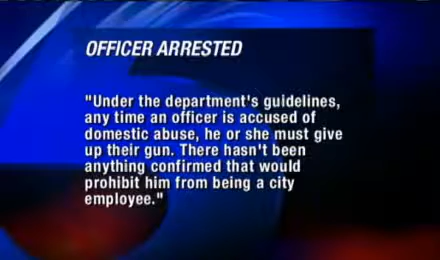 OFFICER ARRESTED
"Under the department's guidelines,
any time an officer is accused of
domestic abuse, he or she must give
up their gun. There hasn't been
anything confirmed that would
prohibit him from being a city
employee."